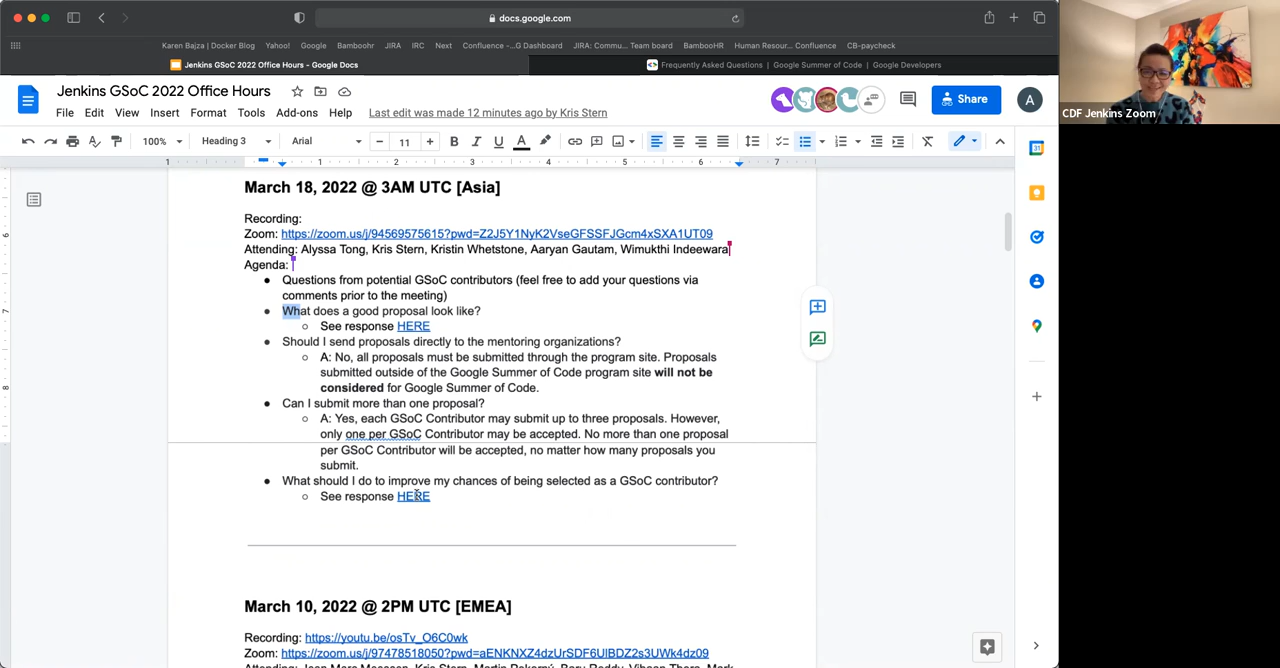 docs.google.com
Karen Bajza | Docker Blog
Yahoo!
Google
Bamboohr
JIRA
IRC
Next
Confluence -...G Dashboard
JIRA: Commu... Team board
BambooHR
Human Resour... Confluence
CB-paycheck
Jenkins GSoC 2022 Office Hours - Google Docs
Frequently Asked Questions | Google Summer of Code | Google Developers
CDF Jenkins Zoom
Jenkins GSoC 2022 Office Hours
File Edit View Insert Format Tools Add-ons Help
Last edit was made 12 minutes ago by Kris Stern
Share
A
100%
Heading 3
Arial
11
B I U A
1 1 2 3 4 5 6 7
March 18, 2022 @ 3AM UTC [Asia]
Recording:
Zoom: https://zoom.us/j/94569575615?pwd=Z2J5Y1NyK2VseGFSSFJGcm4xSXA1UT09
Attending: Alyssa Tong, Kris Stern, Kristin Whetstone, Aaryan Gautam, Wimukthi Indeewara
Agenda:
• Questions from potential GSoC contributors (feel free to add your questions via
comments prior to the meeting)
• What does a good proposal look like?
○ See response HERE
• Should I send proposals directly to the mentoring organizations?
○ A: No, all proposals must be submitted through the program site. Proposals
submitted outside of the Google Summer of Code program site will not be
considered for Google Summer of Code.
• Can I submit more than one proposal?
○ A: Yes, each GSoC Contributor may submit up to three proposals. However,
only one per GSoC Contributor may be accepted. No more than one proposal
per GSoC Contributor will be accepted, no matter how many proposals you
submit.
• What should I do to improve my chances of being selected as a GSoC contributor?
○ See response HERE
March 10, 2022 @ 2PM UTC [EMEA]
Recording: https://youtu.be/osTv_O6C0wk
Zoom: https://zoom.us/j/97478518050?pwd=aENKNXZ4dzUrSDF6UlBDZ2s3UWk4dz09
6
7
8